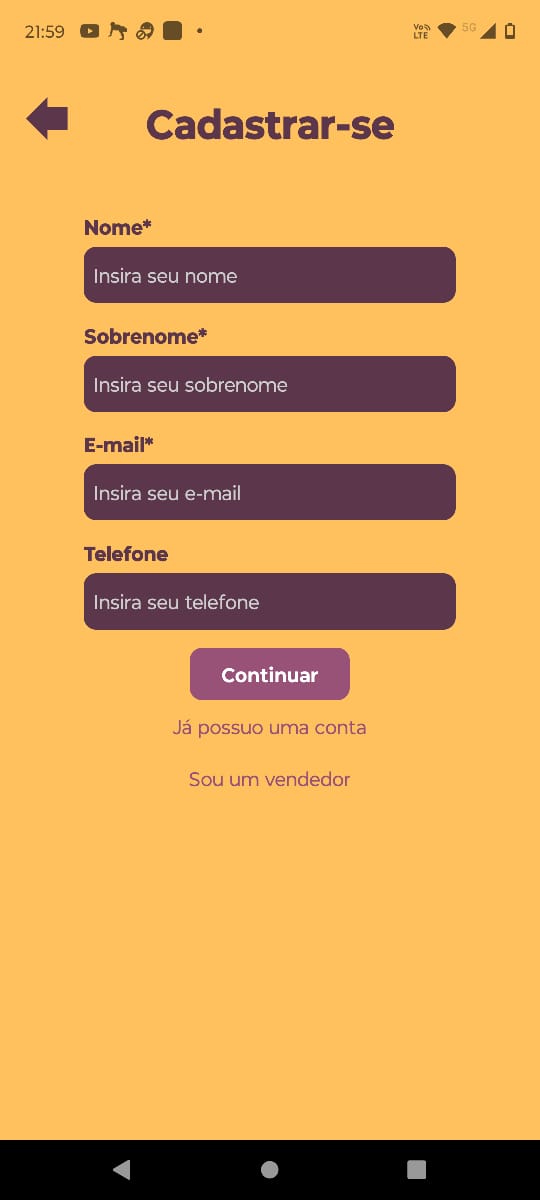 21:59
Vo LTE 5G
Cadastrar-se
Nome*
Insira seu nome
Sobrenome*
Insira seu sobrenome
E-mail*
Insira seu e-mail
Telefone
Insira seu telefone
Continuar
Já possuo uma conta
Sou um vendedor